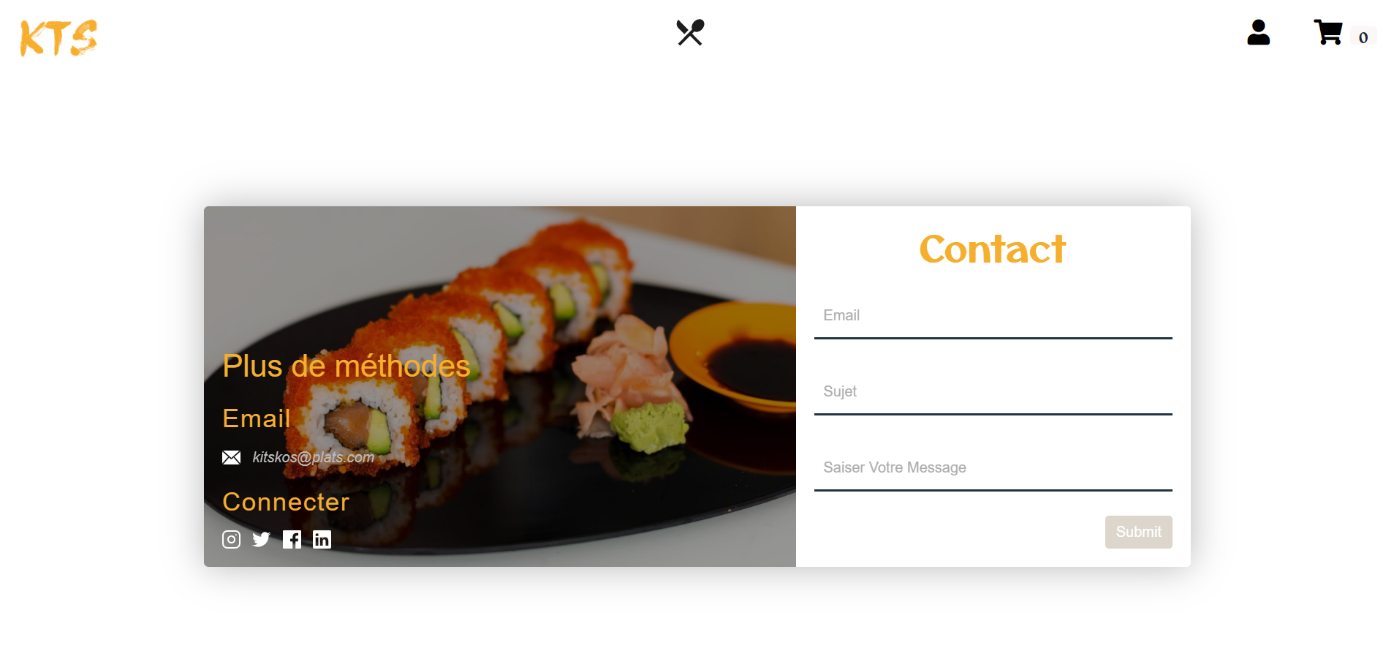 KTS
0
Plus de méthodes
Email
kitskos@plats.com
Connecter
Contact
Email
Sujet
Saiser Votre Message
Submit